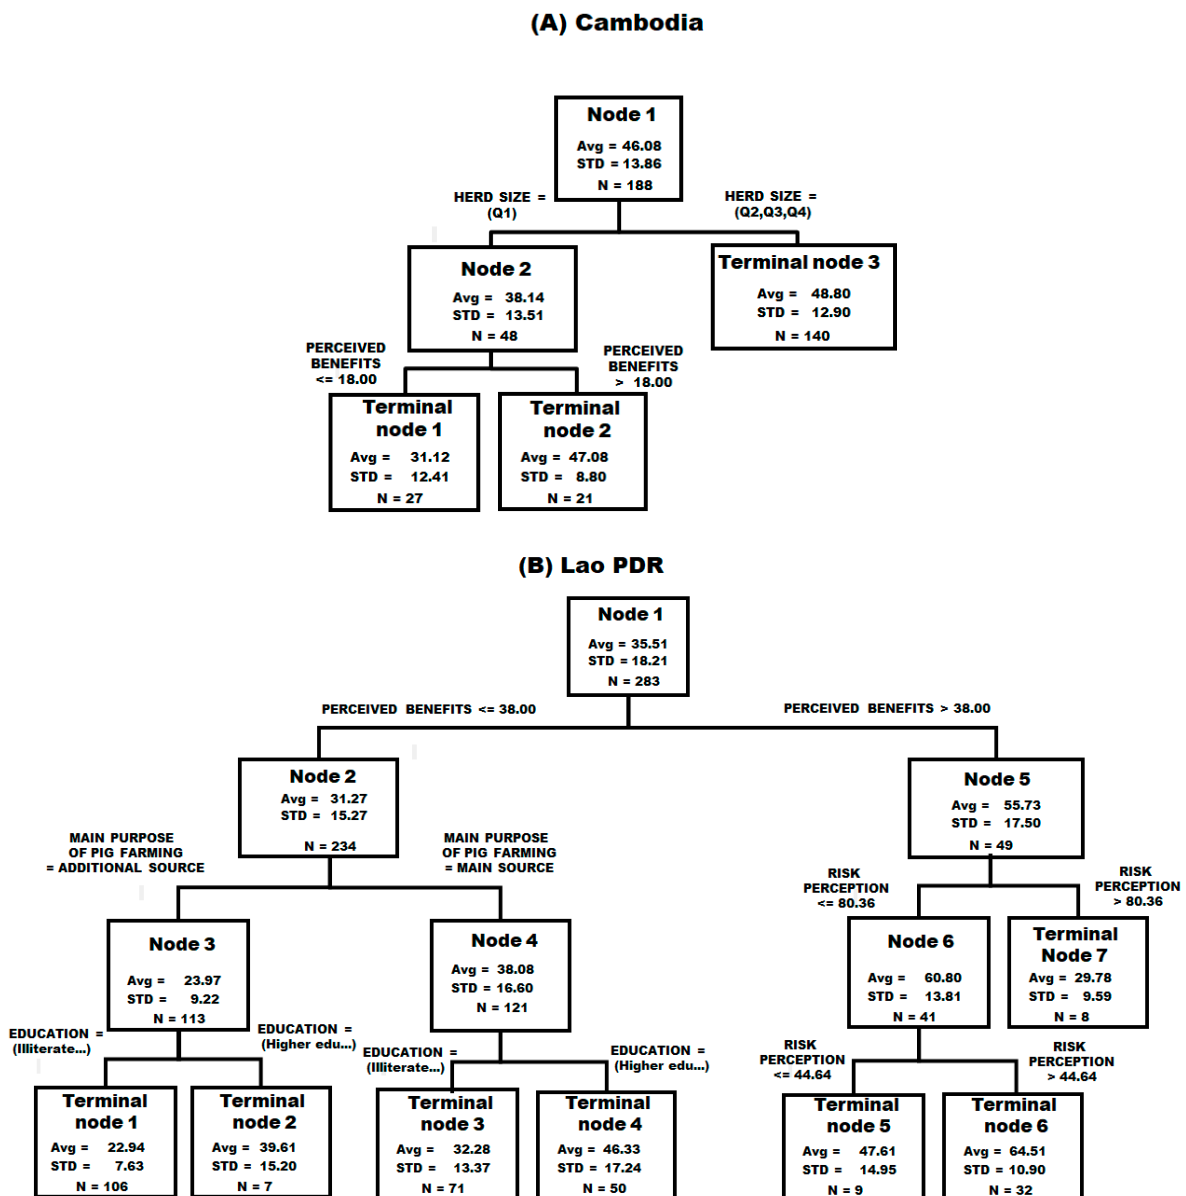 (A) Cambodia
Node 1
Avg = 46.08
STD = 13.86
N = 188
HERD SIZE =
(Q1)
HERD SIZE =
(Q2,Q3,Q4)
Node 2
Avg = 38.14
STD = 13.51
N = 48
Terminal node 3
Avg = 48.80
STD = 12.90
N = 140
PERCEIVED
BENEFITS
<= 18.00
PERCEIVED
BENEFITS
> 18.00
Terminal
node 1
Avg = 31.12
STD = 12.41
N = 27
Terminal
node 2
Avg = 47.08
STD = 8.80
N = 21
(B) Lao PDR
Node 1
Avg = 35.51
STD = 18.21
N = 283
PERCEIVED BENEFITS <= 38.00
PERCEIVED BENEFITS > 38.00
Node 2
Avg = 31.27
STD = 15.27
N = 234
Node 5
Avg = 55.73
STD = 17.50
N = 49
MAIN PURPOSE
OF PIG FARMING
= ADDITIONAL SOURCE
MAIN PURPOSE
OF PIG FARMING
= MAIN SOURCE
RISK
PERCEPTION
<= 80.36
RISK
PERCEPTION
> 80.36
Node 3
Avg = 23.97
STD = 9.22
N = 113
Node 4
Avg = 38.08
STD = 16.60
N = 121
Node 6
Avg = 60.80
STD = 13.81
N = 41
Terminal
Node 7
Avg = 29.78
STD = 9.59
N = 8
EDUCATION =
(Illiterate...)
EDUCATION =
(Higher edu...)
EDUCATION =
(Illiterate...)
EDUCATION =
(Higher edu...)
RISK
PERCEPTION
<= 44.64
RISK
PERCEPTION
> 44.64
Terminal
node 1
Avg = 22.94
STD = 7.63
N = 106
Terminal
node 2
Avg = 39.61
STD = 15.20
N = 7
Terminal
node 3
Avg = 32.28
STD = 13.37
N = 71
Terminal
node 4
Avg = 46.33
STD = 17.24
N = 50
Terminal
node 5
Avg = 47.61
STD = 14.95
N = 9
Terminal
node 6
Avg = 64.51
STD = 10.90
N = 32